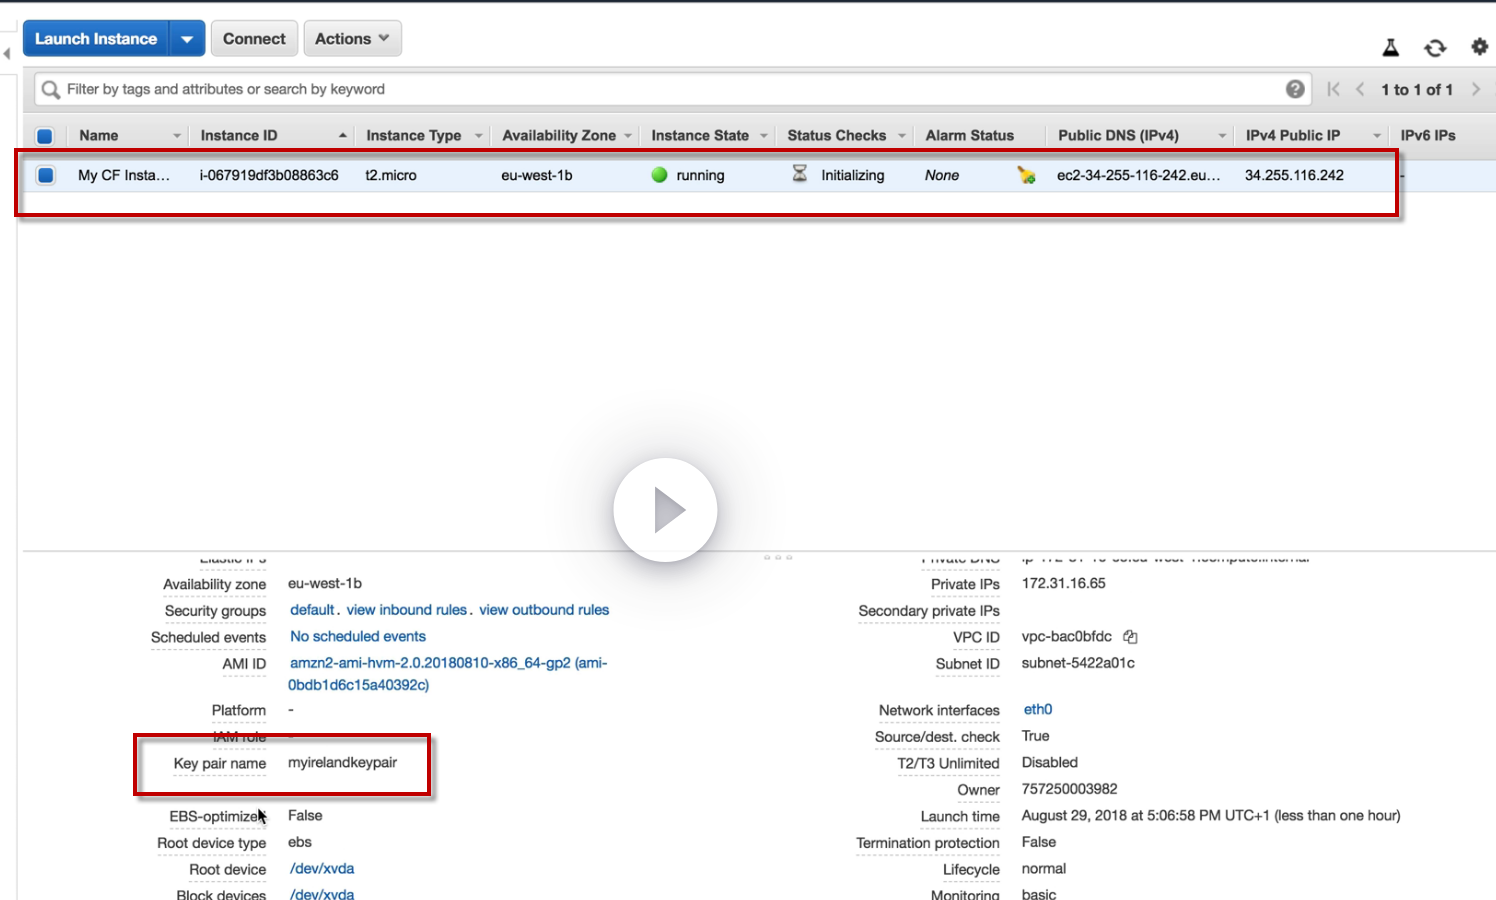 Launch Instance Connect Actions
Filter by tags and attributes or search by keyword 1 to 1 of 1
Name Instance ID Instance Type Availability Zone Instance State Status Checks Alarm Status Public DNS (IPv4) IPv4 Public IP IPv6 IPs
My CF Insta... i-067919df3b08863c6 t2.micro eu-west-1b running Initializing None ec2-34-255-116-242.eu... 34.255.116.242 -
Elastic IPs
Private DNS
Availability zone eu-west-1b
Private IPs 172.31.16.65
Security groups default. view inbound rules. view outbound rules
Secondary private IPs
Scheduled events No scheduled events
VPC ID vpc-bac0bfdc
AMI ID amzn2-ami-hvm-2.0.20180810-x86_64-gp2 (ami-
0bdb1d6c15a40392c)
Subnet ID subnet-5422a01c
Platform -
Network interfaces eth0
IAM role
Source/dest. check True
Key pair name myirelandkeypair
T2/T3 Unlimited Disabled
Owner 757250003982
EBS-optimized False
Launch time August 29, 2018 at 5:06:58 PM UTC+1 (less than one hour)
Root device type ebs
Termination protection False
Root device /dev/xvda
Lifecycle normal
Block devices /dev/xvda
Monitoring basic